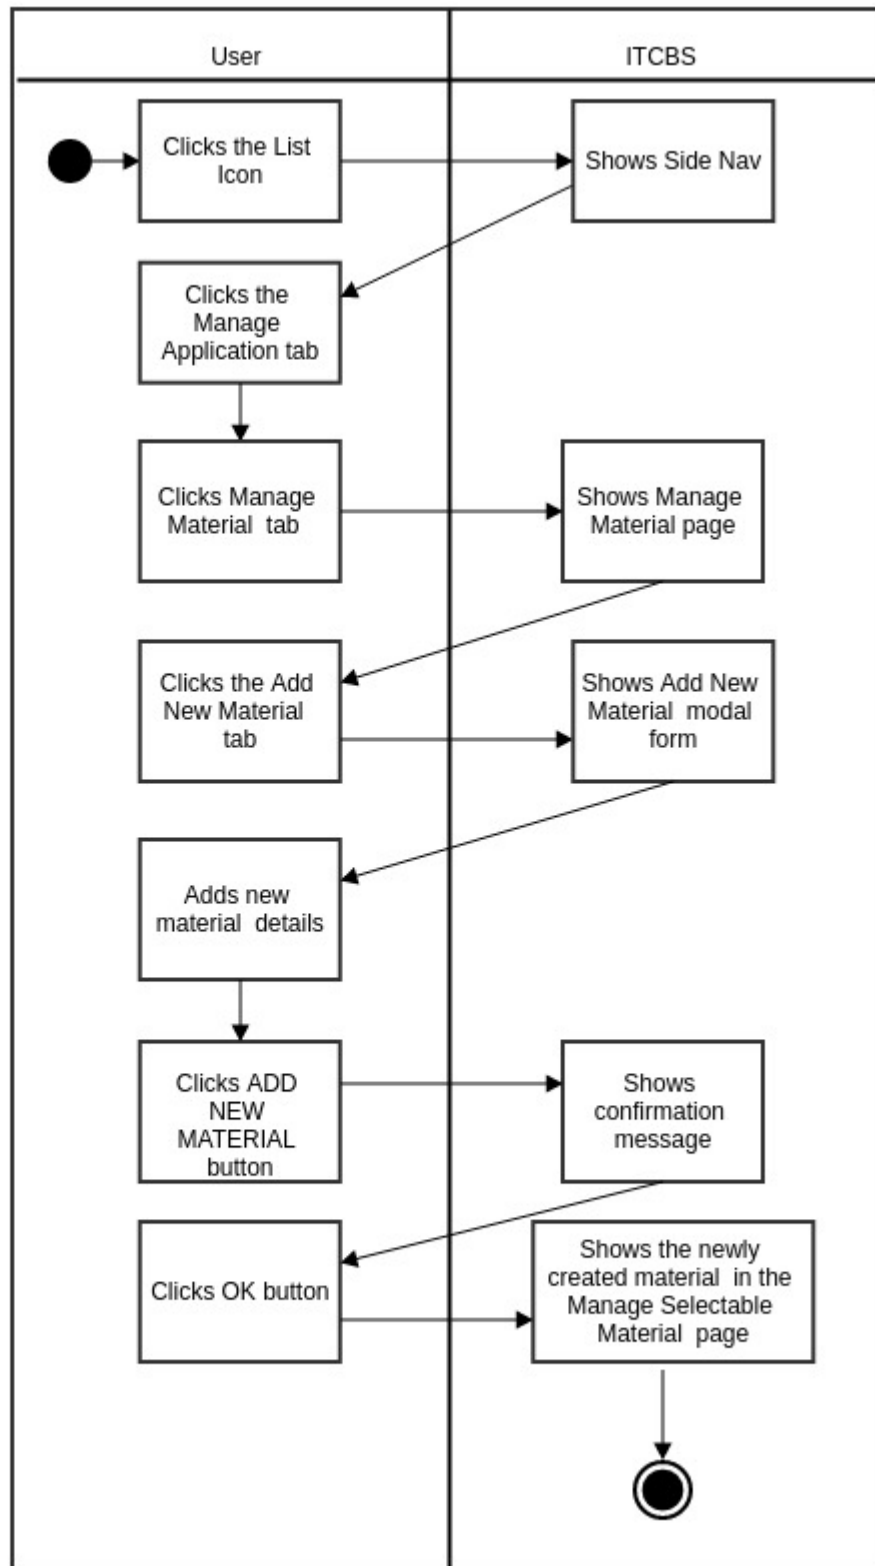 User
ITCBS
Clicks the List
Icon
Shows Side Nav
Clicks the
Manage
Application tab
Clicks Manage
Material tab
Shows Manage
Material page
Clicks the Add
New Material
tab
Shows Add New
Material modal
form
Adds new
material details
Clicks ADD
NEW
MATERIAL
button
Shows
confirmation
message
Clicks OK button
Shows the newly
created material in the
Manage Selectable
Material page